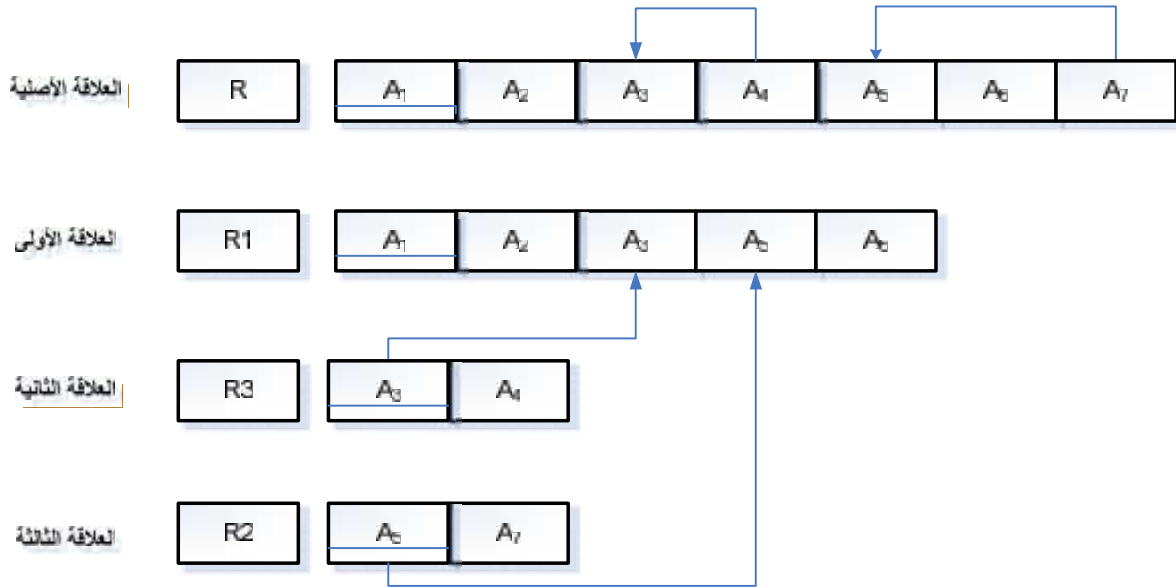 العلاقة الأصلية R A₁ A₂ A₃ A₄ A₅ A₆ A₇
العلاقة الأولى R1 A₁ A₂ A₃ A₅ A₆
العلاقة الثانية R3 A₃ A₄
العلاقة الثالثة R2 A₅ A₇